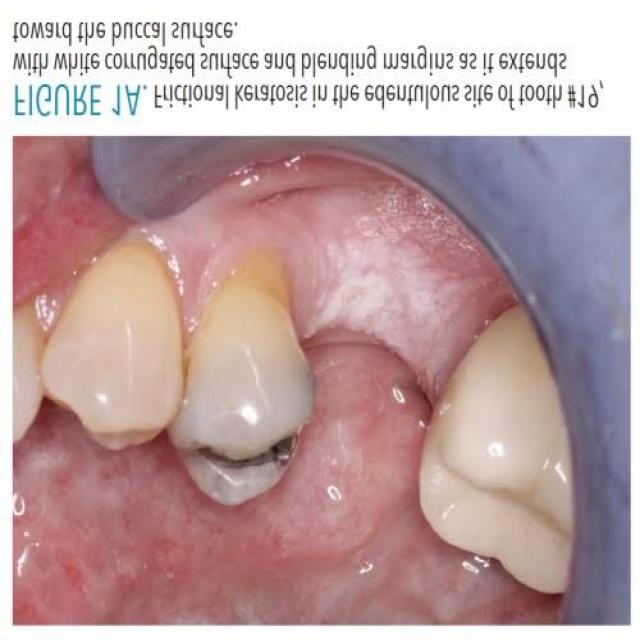 FIGURE 1A. Frictional keratosis in the edentulous site of tooth #19,
with white corrugated surface and blending margins as it extends
toward the buccal surface.